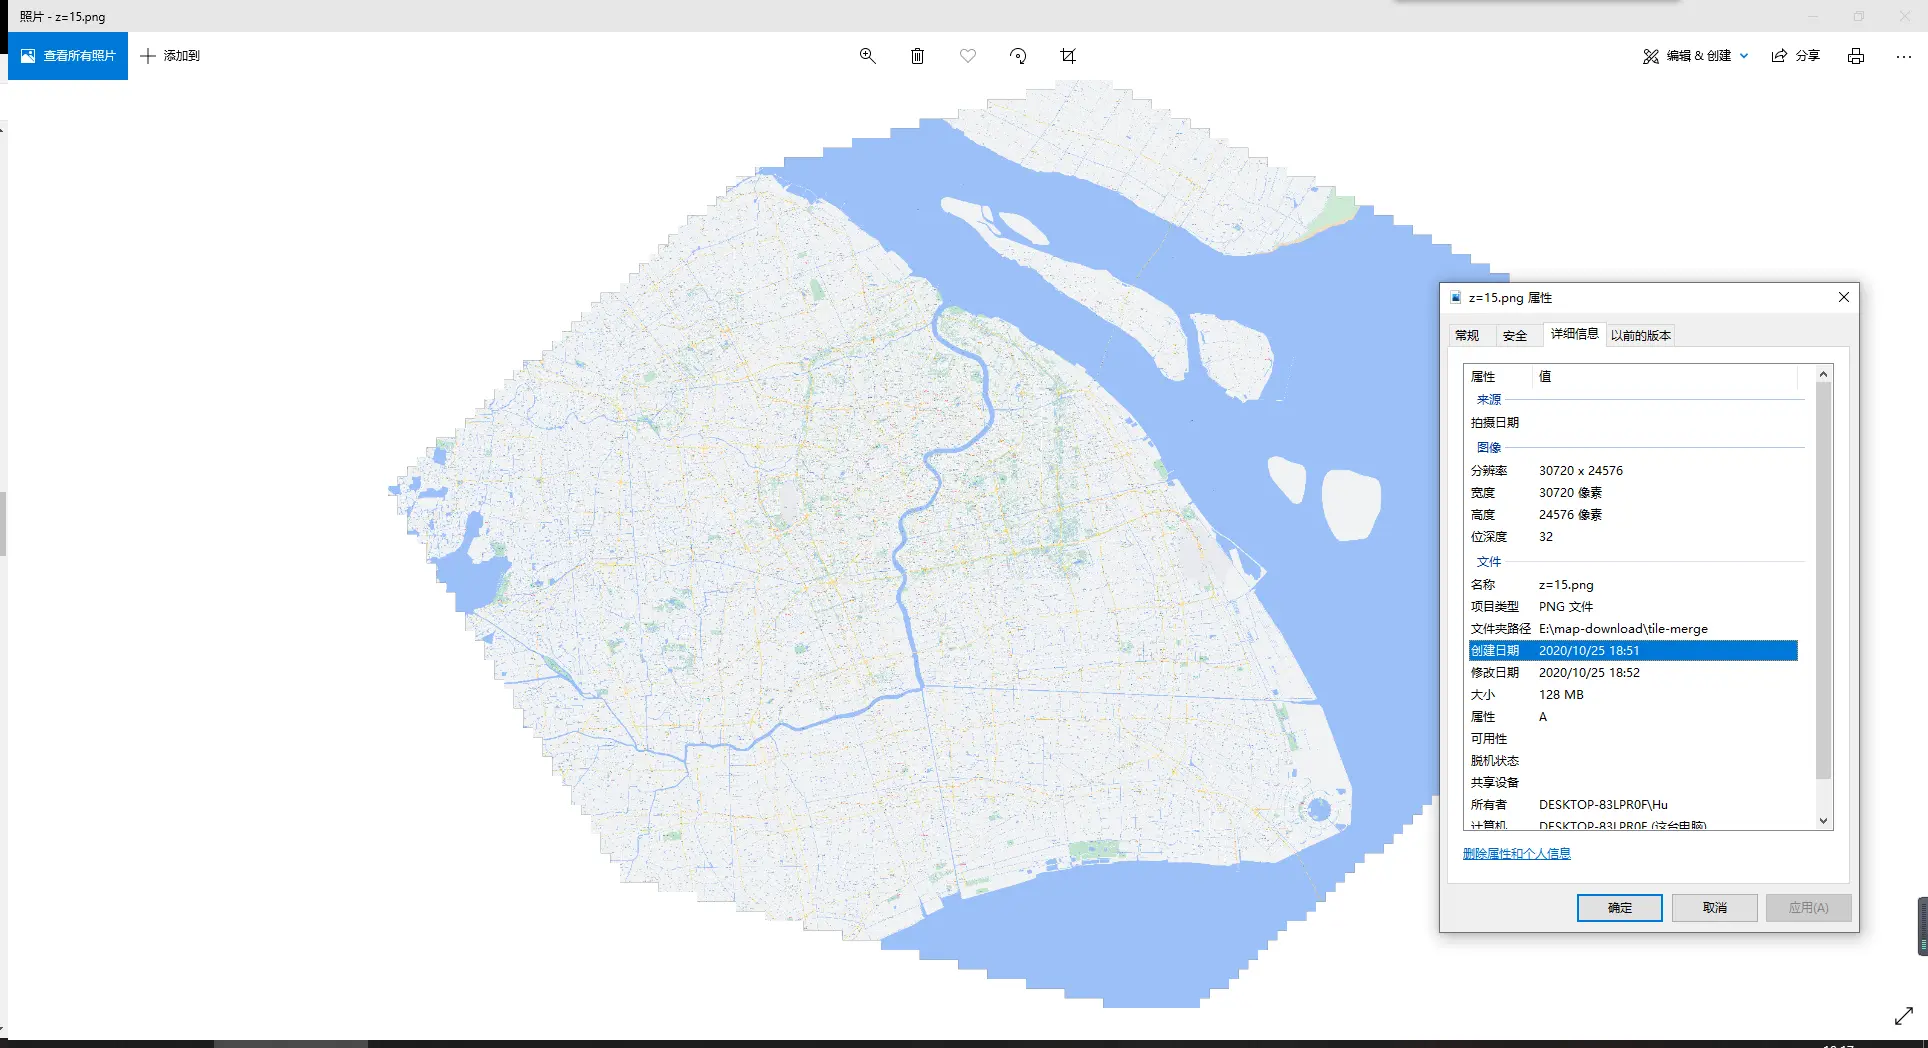 照片 - z=15.png
查看所有照片
添加到
编辑 & 创建
分享
z=15.png 属性
常规 安全 详细信息 以前的版本
属性 值
来源
拍摄日期
图像
分辨率 30720 x 24576
宽度 30720 像素
高度 24576 像素
位深度 32
文件
名称 z=15.png
项目类型 PNG 文件
文件夹路径 E:\map-download\tile-merge
创建日期 2020/10/25 18:51
修改日期 2020/10/25 18:52
大小 128 MB
属性 A
可用性
脱机状态
共享设备
所有者 DESKTOP-83LPR0F\Hu
计算机 DESKTOP-83LPR0F (这台电脑)
删除属性和个人信息
确定 取消 应用(A)